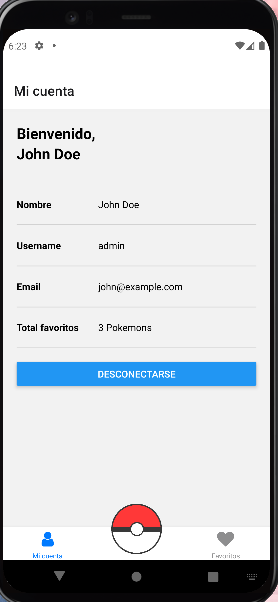 6:23
Mi cuenta
Bienvenido,
John Doe
Nombre John Doe
Username admin
Email john@example.com
Total favoritos 3 Pokemons
DESCONECTARSE
Mi cuenta Favoritos